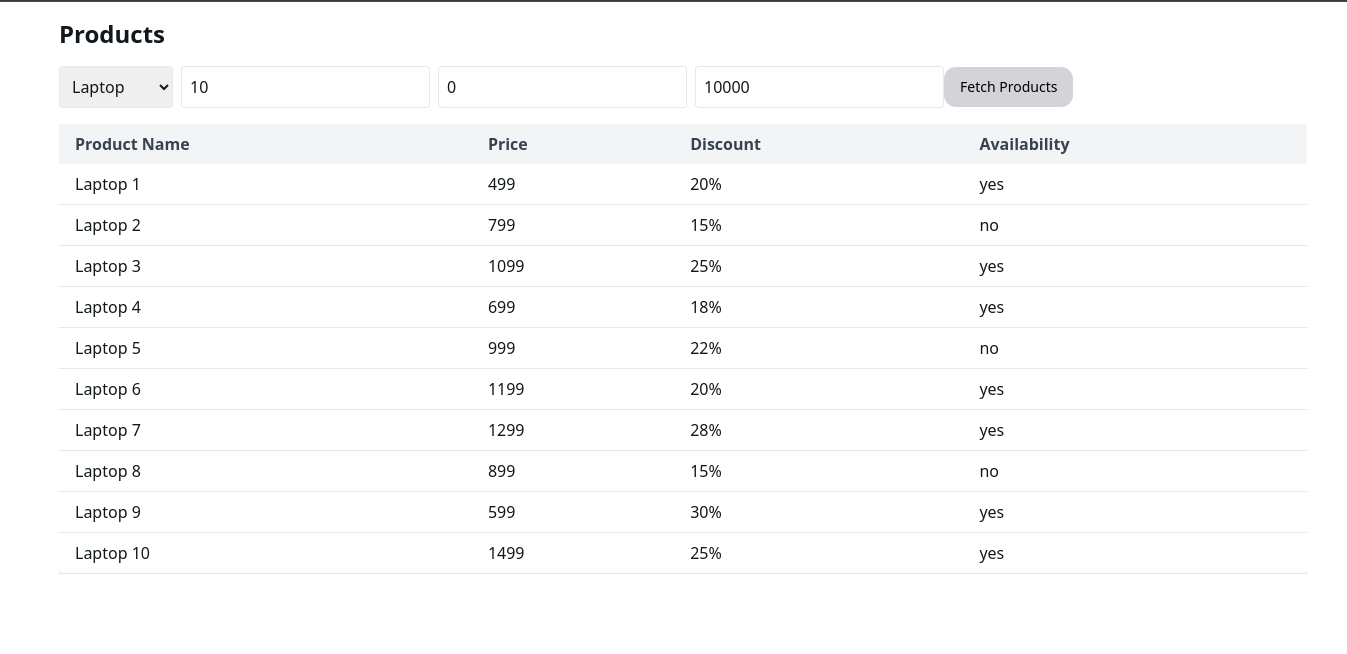 Products
Laptop 10 0 10000 Fetch Products
Product Name Price Discount Availability
Laptop 1 499 20% yes
Laptop 2 799 15% no
Laptop 3 1099 25% yes
Laptop 4 699 18% yes
Laptop 5 999 22% no
Laptop 6 1199 20% yes
Laptop 7 1299 28% yes
Laptop 8 899 15% no
Laptop 9 599 30% yes
Laptop 10 1499 25% yes